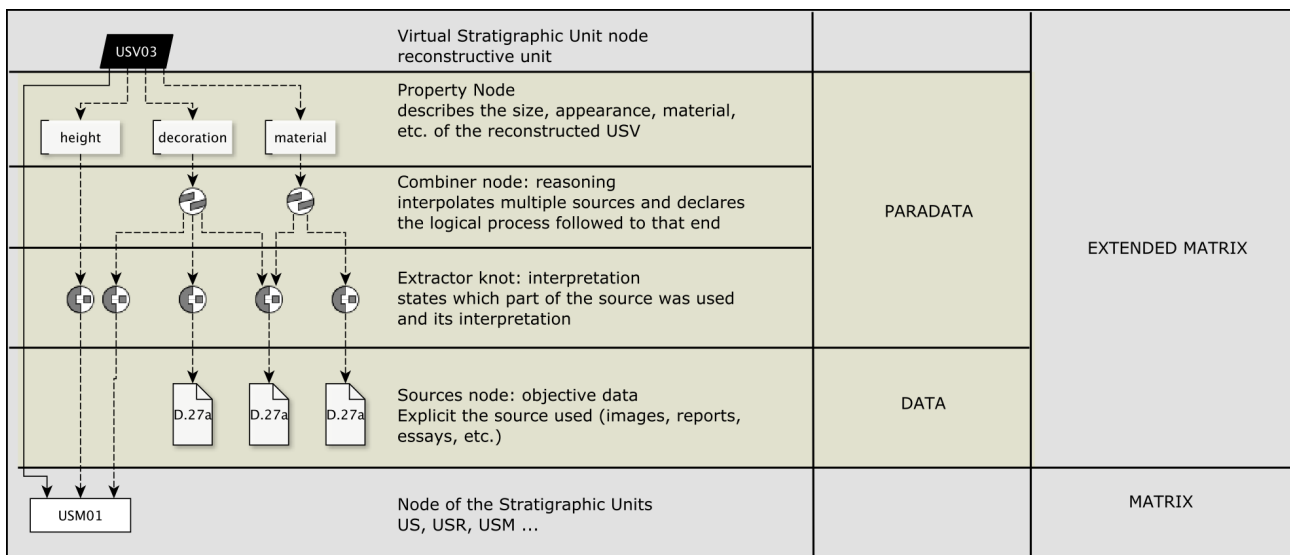 USV03
Virtual Stratigraphic Unit node
reconstructive unit
height
decoration
material
Property Node
describes the size, appearance, material,
etc. of the reconstructed USV
Combiner node: reasoning
interpolates multiple sources and declares
the logical process followed to that end
PARADATA
EXTENDED MATRIX
Extractor knot: interpretation
states which part of the source was used
and its interpretation
D.27a
D.27a
D.27a
Sources node: objective data
Explicit the source used (images, reports,
essays, etc.)
DATA
USM01
Node of the Stratigraphic Units
US, USR, USM ...
MATRIX